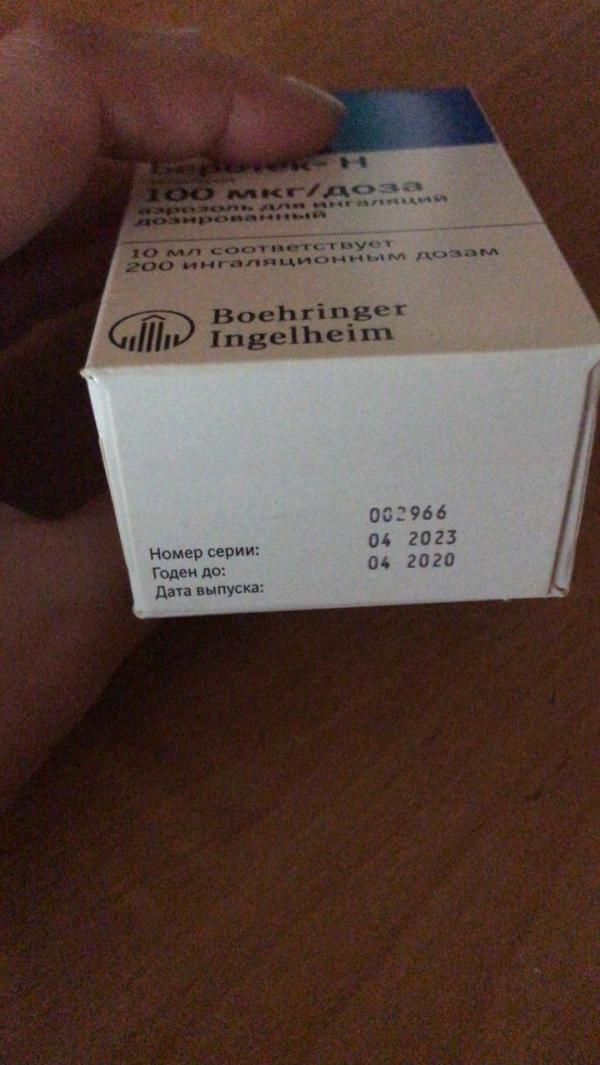 Беротек® Н
100 мкг/доза
аэрозоль для ингаляций
дозированный
10 мл соответствует
200 ингаляционным дозам
Boehringer
Ingelheim
002966
04 2023
04 2020
Номер серии:
Годен до:
Дата выпуска: